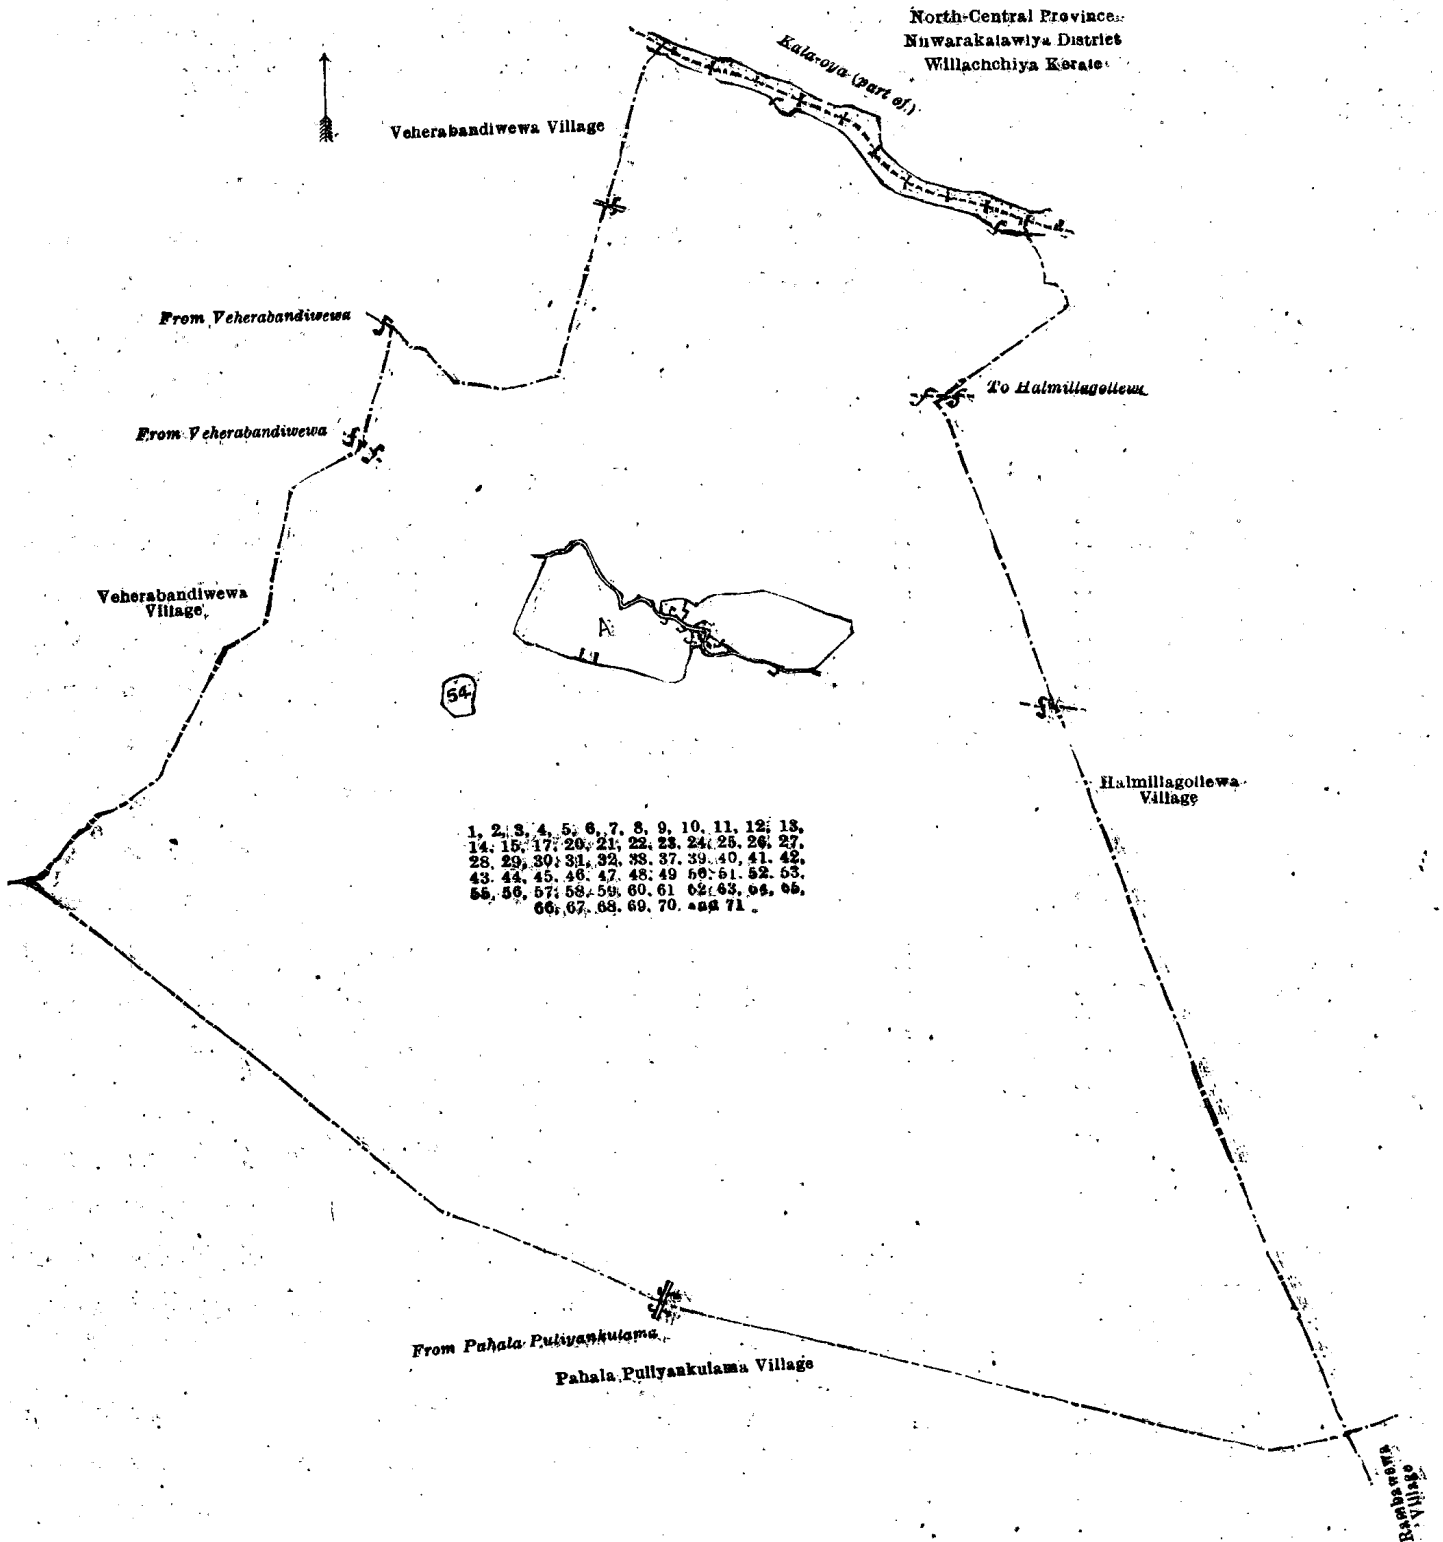 North-Central Province
Nuwarakalawiya District
Willachchiya Korale
Kala-oya (part of)
Veherabandiwewa Village
From Veherabandiwewa
To Halmillagollewa
From Veherabandiwewa
Veherabandiwewa
Village
A
54
Halmillagollewa
Village
1, 2, 3, 4, 5, 6, 7, 8, 9, 10, 11, 12, 13,
14, 15, 17, 20, 21, 22, 23, 24, 25, 26, 27,
28, 29, 30, 31, 32, 33, 37, 39, 40, 41, 42,
43, 44, 45, 46, 47, 48, 49 50, 51, 52, 53,
55, 56, 57, 58, 59, 60, 61 62, 63, 64, 65,
66, 67, 68, 69, 70, and 71
From Pahala Puliyankulama
Pahala Puliyankulama Village
Rambawewa
Village